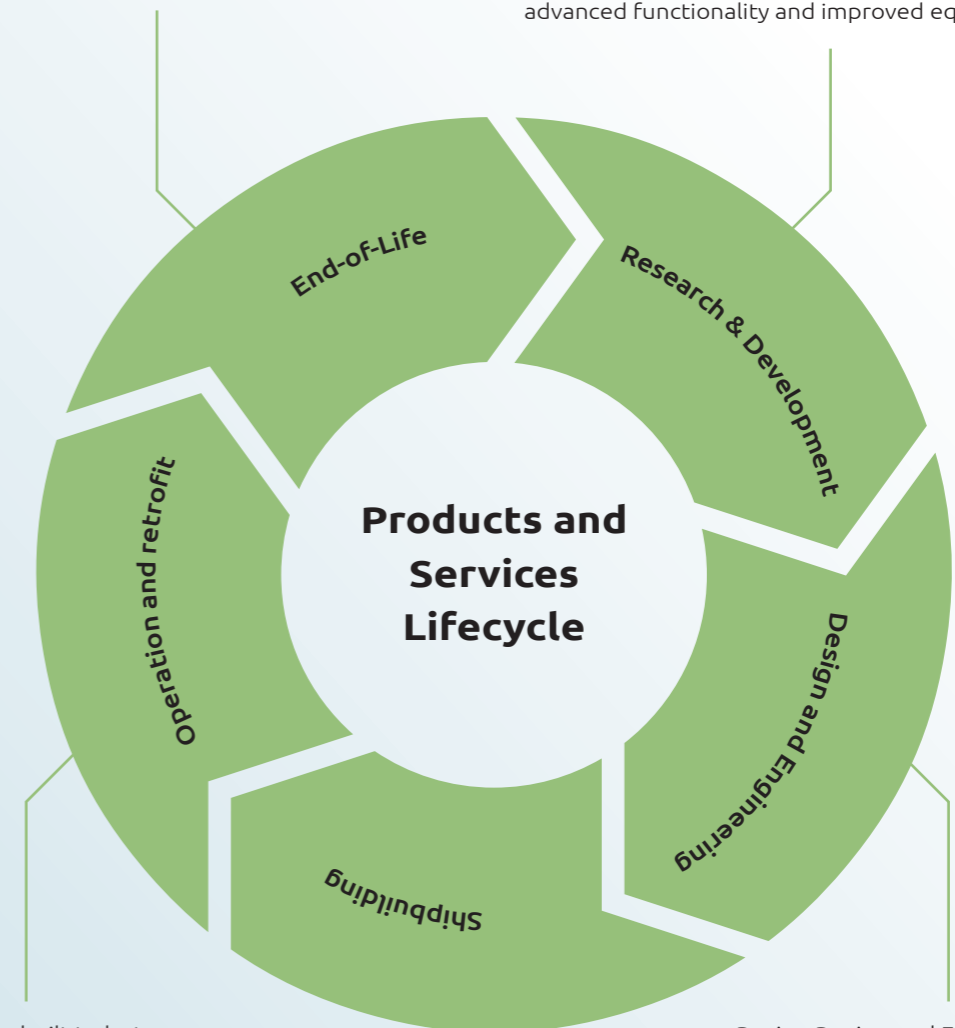 advanced functionality and improved
End-of-Life
Research & Development
Operation and retrofit
Products and
Services
Lifecycle
Design and Engineering
Shipbuilding